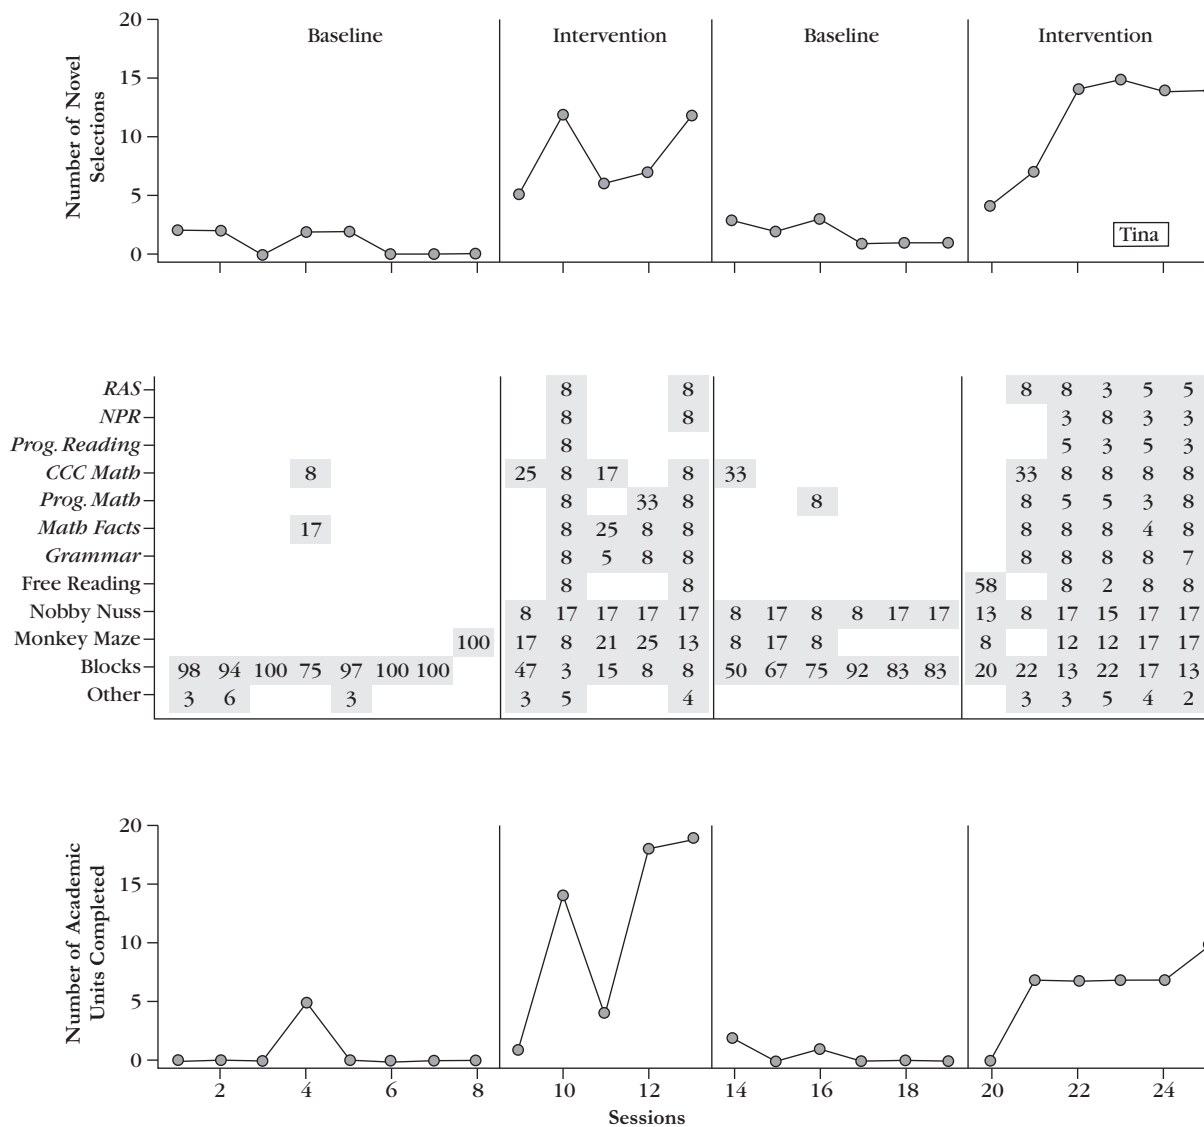 20
Baseline Intervention Baseline Intervention
15
Number of Novel
Selections
10
5
0
Tina
RAS 8 8 8 8 3 5 5
NPR 8 8 3 8 3 3
Prog. Reading 8 5 3 5 3
CCC Math 8 25 8 17 8 33 33 8 8 8 8
Prog. Math 8 33 8 8 8 5 5 3 8
Math Facts 17 8 25 8 8 8 8 8 4 8
Grammar 8 5 8 8 8 8 8 8 7
Free Reading 8 8 58 8 2 8 8
Nobby Nuss 8 17 17 17 17 8 17 8 8 17 17 13 8 17 15 17 17
Monkey Maze 100 17 8 21 25 13 8 17 8 8 12 12 17 17
Blocks 98 94 100 75 97 100 100 47 3 15 8 8 50 67 75 92 83 83 20 22 13 22 17 13
Other 3 6 3 3 5 4 3 3 5 4 2
20
15
Number of Academic
Units Completed
10
5
0
2 4 6 8 10 12 14 16 18 20 22 24
Sessions